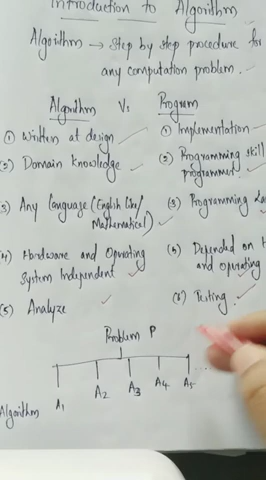 Introduction to Algorithm
Algorithm → Step by step procedure for
any computation problem.
Algorithm Vs Program
(1) Written at design (1) Implementation
(2) Domain knowledge (2) Programming skill
programmer
(3) Any Language (English Like/ (3) Programming
Mathematical)
(4) Hardware and Operating (4) Depended on
System Independent and operating
(5) Analyze (6) Testing
Problem P
A1 A2 A3 A4 A5 ....
Algorithm